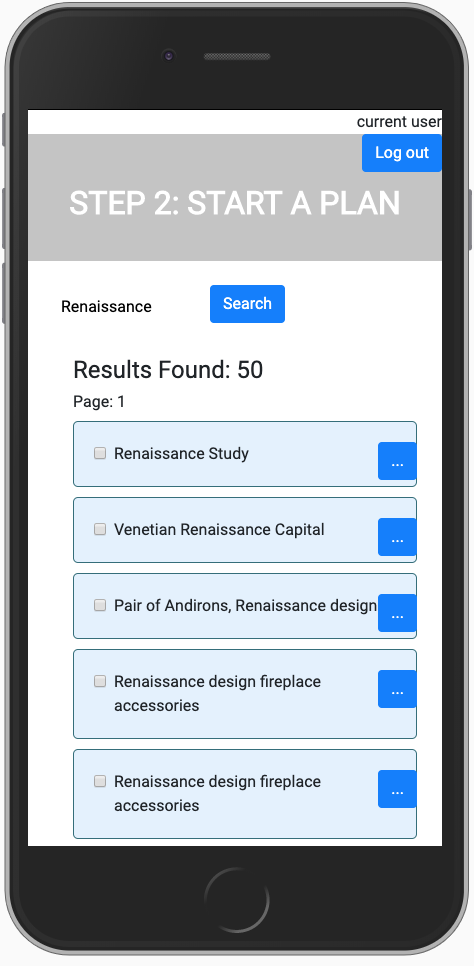 current user
Log out
STEP 2: START A PLAN
Renaissance
Search
Results Found: 50
Page: 1
Renaissance Study
...
Venetian Renaissance Capital
...
Pair of Andirons, Renaissance design
...
Renaissance design fireplace
accessories
...
Renaissance design fireplace
accessories
...